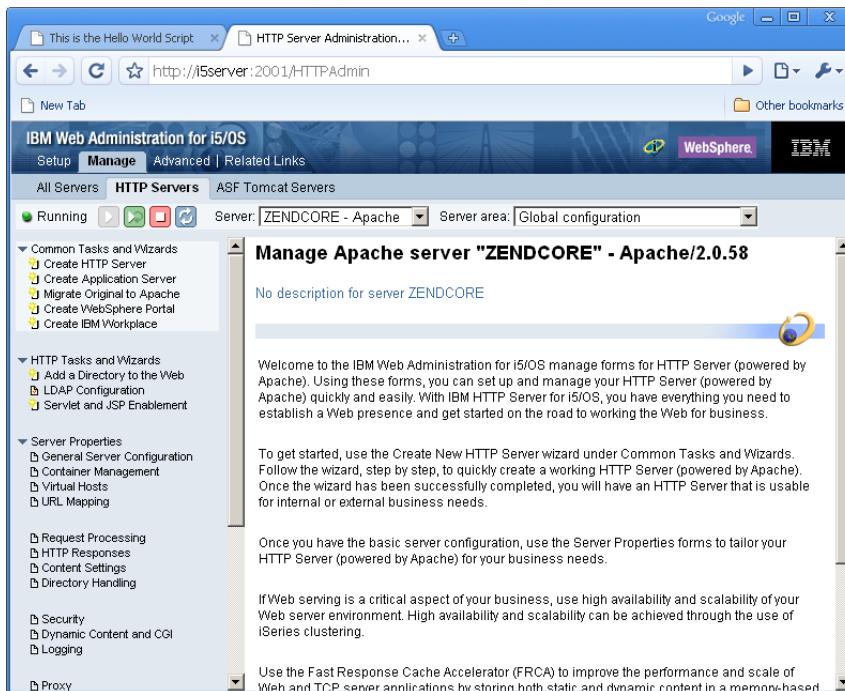 Google
This is the Hello World Script
HTTP Server Administration...
http://i5server:2001/HTTPAdmin
New Tab
Other bookmarks
IBM Web Administration for i5/OS
Setup Manage Advanced | Related Links
WebSphere.
IBM
All Servers HTTP Servers ASF Tomcat Servers
Running Server: ZENDCORE - Apache Server area: Global configuration
Common Tasks and Wizards
Create HTTP Server
Create Application Server
Migrate Original to Apache
Create WebSphere Portal
Create IBM Workplace
HTTP Tasks and Wizards
Add a Directory to the Web
LDAP Configuration
Servlet and JSP Enablement
Server Properties
General Server Configuration
Container Management
Virtual Hosts
URL Mapping
Request Processing
HTTP Responses
Content Settings
Directory Handling
Security
Dynamic Content and CGI
Logging
Proxy
Manage Apache server "ZENDCORE" - Apache/2.0.58
No description for server ZENDCORE
Welcome to the IBM Web Administration for i5/OS manage forms for HTTP Server (powered by
Apache). Using these forms, you can set up and manage your HTTP Server (powered by
Apache) quickly and easily. With IBM HTTP Server for i5/OS, you have everything you need to
establish a Web presence and get started on the road to working the Web for business.
To get started, use the Create New HTTP Server wizard under Common Tasks and Wizards.
Follow the wizard, step by step, to quickly create a working HTTP Server (powered by Apache).
Once the wizard has been successfully completed, you will have an HTTP Server that is usable
for internal or external business needs.
Once you have the basic server configuration, use the Server Properties forms to tailor your
HTTP Server (powered by Apache) for your business needs.
If Web serving is a critical aspect of your business, use high availability and scalability of your
Web server environment. High availability and scalability can be achieved through the use of
iSeries clustering.
Use the Fast Response Cache Accelerator (FRCA) to improve the performance and scale of
Web and TCP server applications by storing both static and dynamic content in a memory-based